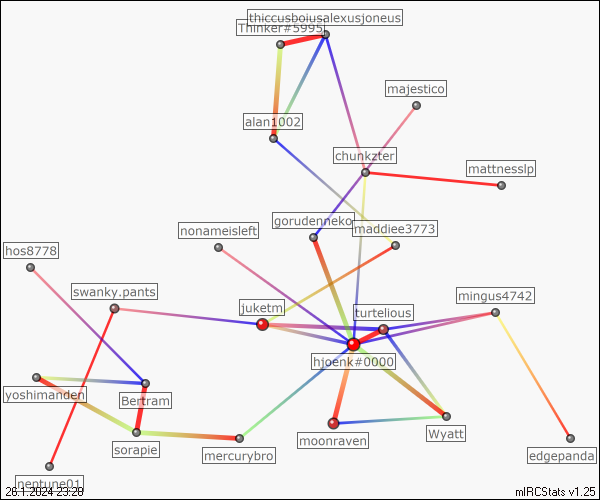 thiccusboiusalexusjoneus
Thinker#5995
majestico
alan1002
chunkzter
mattnesslp
gorudenneko
maddiee3773
nonameisleft
hos8778
swanky.pants
mingus4742
juketm
turtelious
hjoenk#0000
yoshimanden
Bertram
Wyatt
moonraven
sorapie
mercurybro
edgepanda
neptune01
26.1.2024 23:28
mIRCStats v1.25